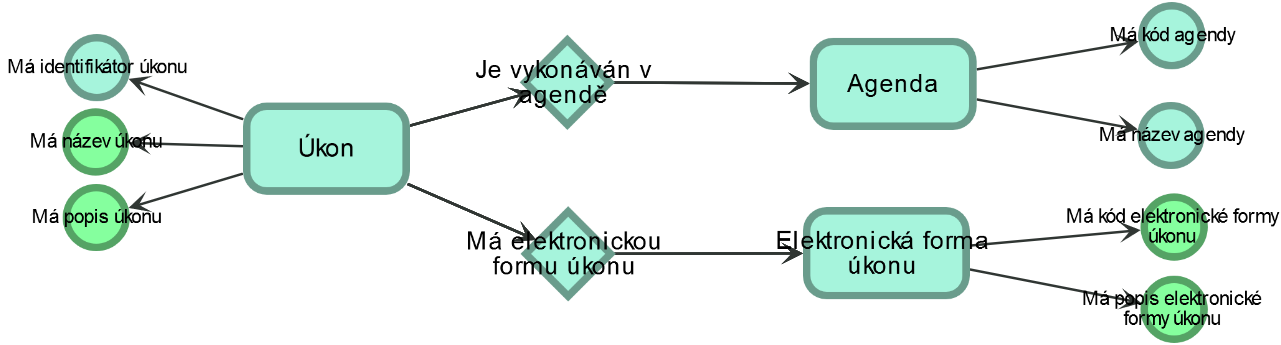 Má identifikátor úkonu
Má název úkonu
Má popis úkonu
Úkon
Je vykonáván v
agendě
Má elektronickou
formu úkonu
Agenda
Elektronická forma
úkonu
Má kód agendy
Má název agendy
Má kód elektronické formy
úkonu
Má popis elektronické
formy úkonu